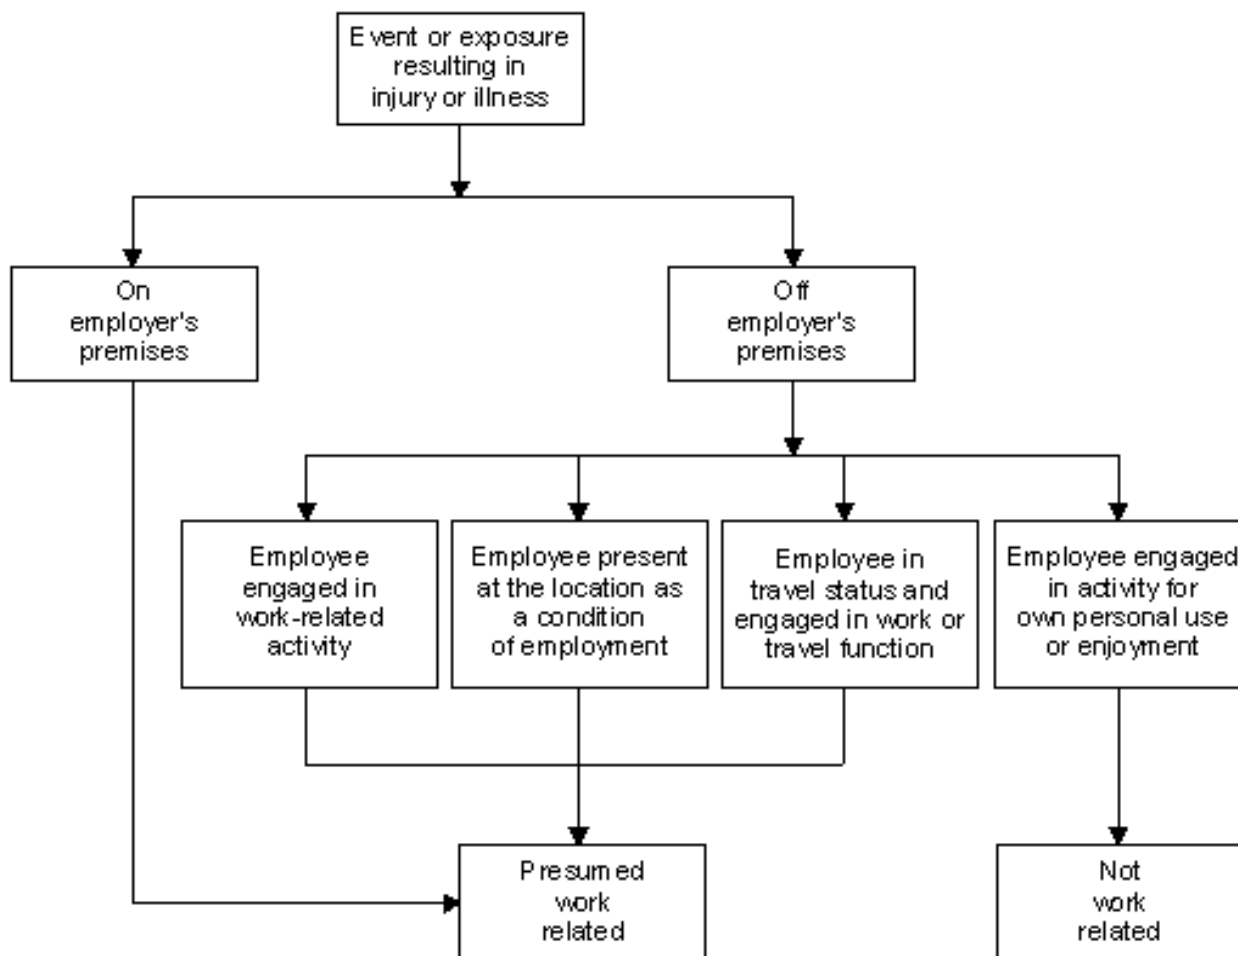 Event or exposure
resulting in
injury or illness
On
employer's
premises
Off
employer's
premises
Employee
engaged in
work-related
activity
Employee present
at the location as
a condition
of employment
Employee in
travel status and
engaged in work or
travel function
Employee engaged
in activity for
own personal use
or enjoyment
Presumed
work
related
Not
work
related